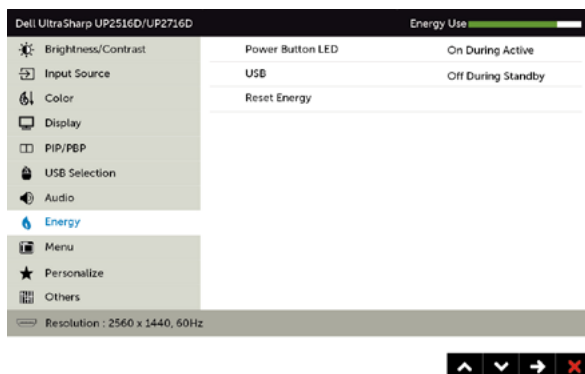 Dell UltraSharp UP2516D/UP2716D Energy Use
Brightness/Contrast Power Button LED On During Active
Input Source USB Off During Standby
Color Reset Energy
Display
PIP/PBP
USB Selection
Audio
Energy
Menu
Personalize
Others
Resolution : 2560 x 1440, 60Hz